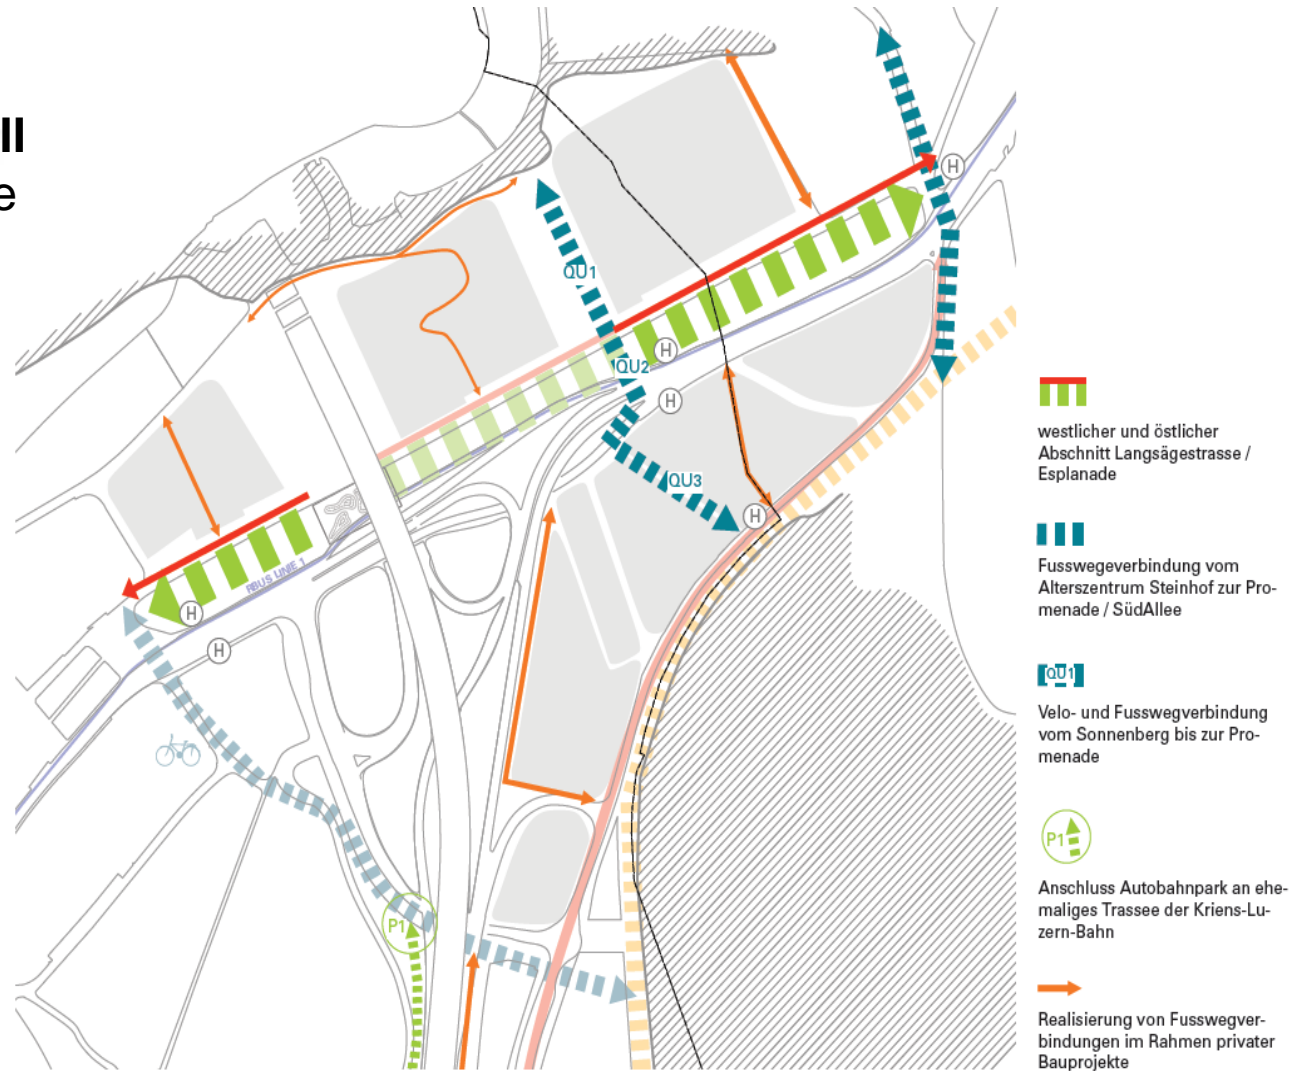 ll
e
H
QU1
H
QU2
H
QU3
H
BUS LINIE 1
H
H
P1
westlicher und östlicher
Abschnitt Langsägestrasse /
Esplanade
Fusswegeverbindung vom
Alterszentrum Steinhof zur Pro-
menade / SüdAllee
QU1
Velo- und Fusswegverbindung
vom Sonnenberg bis zur Pro-
menade
P1
Anschluss Autobahnpark an ehe-
maliges Trassee der Kriens-Lu-
zern-Bahn
Realisierung von Fusswegver-
bindungen im Rahmen privater
Bauprojekte